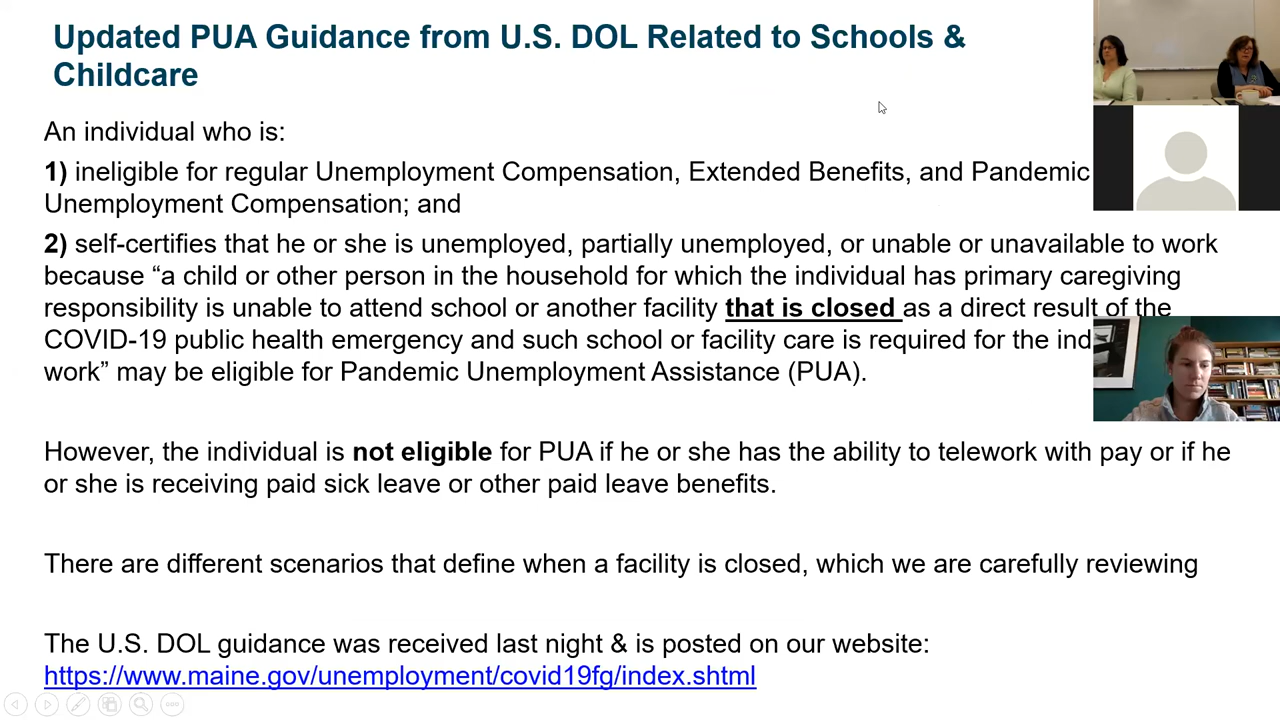 Updated PUA Guidance from U.S. DOL Related to Schools &
Childcare
An individual who is:
1) ineligible for regular Unemployment Compensation, Extended Benefits, and Pandemic
Unemployment Compensation; and
2) self-certifies that he or she is unemployed, partially unemployed, or unable or unavailable to work
because “a child or other person in the household for which the individual has primary caregiving
responsibility is unable to attend school or another facility that is closed as a direct result of the
COVID-19 public health emergency and such school or facility care is required for the ind
work” may be eligible for Pandemic Unemployment Assistance (PUA).
However, the individual is not eligible for PUA if he or she has the ability to telework with pay or if he
or she is receiving paid sick leave or other paid leave benefits.
There are different scenarios that define when a facility is closed, which we are carefully reviewing
The U.S. DOL guidance was received last night & is posted on our website:
https://www.maine.gov/unemployment/covid19fg/index.shtml